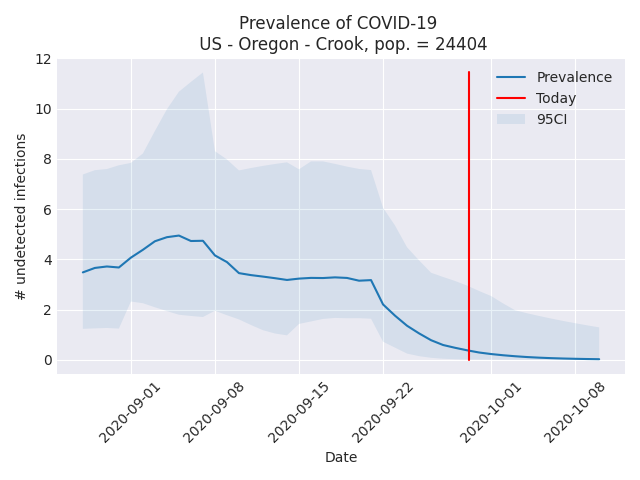 Prevalence of COVID-19
US - Oregon - Crook, pop. = 24404
Prevalence
Today
95CI
12
10
8
6
4
2
0
# undetected infections
2020-09-01
2020-09-08
2020-09-15
2020-09-22
2020-10-01
2020-10-08
Date